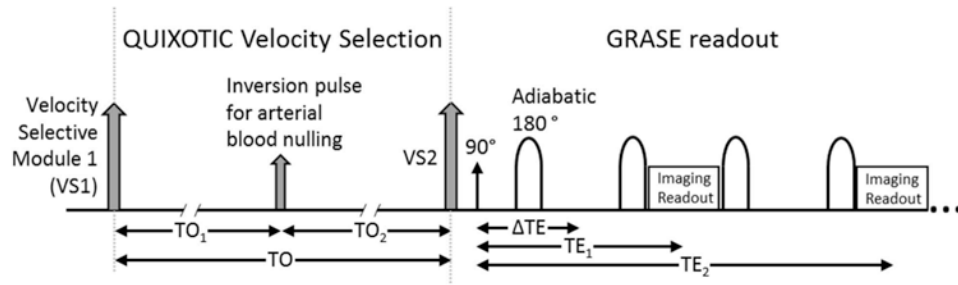 QUIXOTIC Velocity Selection
GRASE readout
Velocity
Selective
Module 1
(VS1)
Inversion pulse
for arterial
blood nulling
VS2
90°
Adiabatic
180 °
Imaging
Readout
Imaging
Readout
TO₁
TO₂
TO
ΔTE
TE₁
TE₂